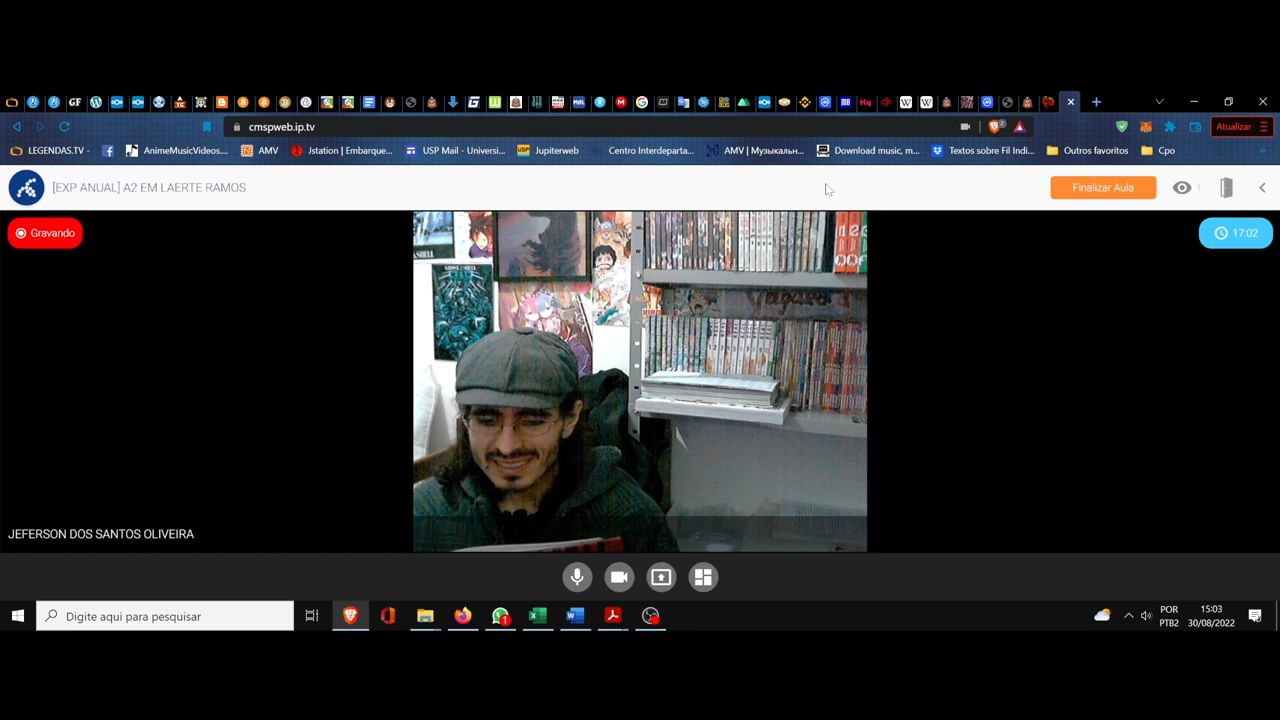 cmspweb.ip.tv
Atualizar
LEGENDAS.TV -
AnimeMusicVideos....
AMV
Jstation | Embarque...
USP Mail - Universi...
Jupiterweb
Centro Interdeparta...
AMV | Музыкальн...
Download music, m...
Textos sobre Fil Indi...
Outros favoritos
Cpo
[EXP ANUAL] A2 EM LAERTE RAMOS
Finalizar Aula
1
Gravando
17:02
JEFERSON DOS SANTOS OLIVEIRA
Digite aqui para pesquisar
POR
PTB2
15:03
30/08/2022